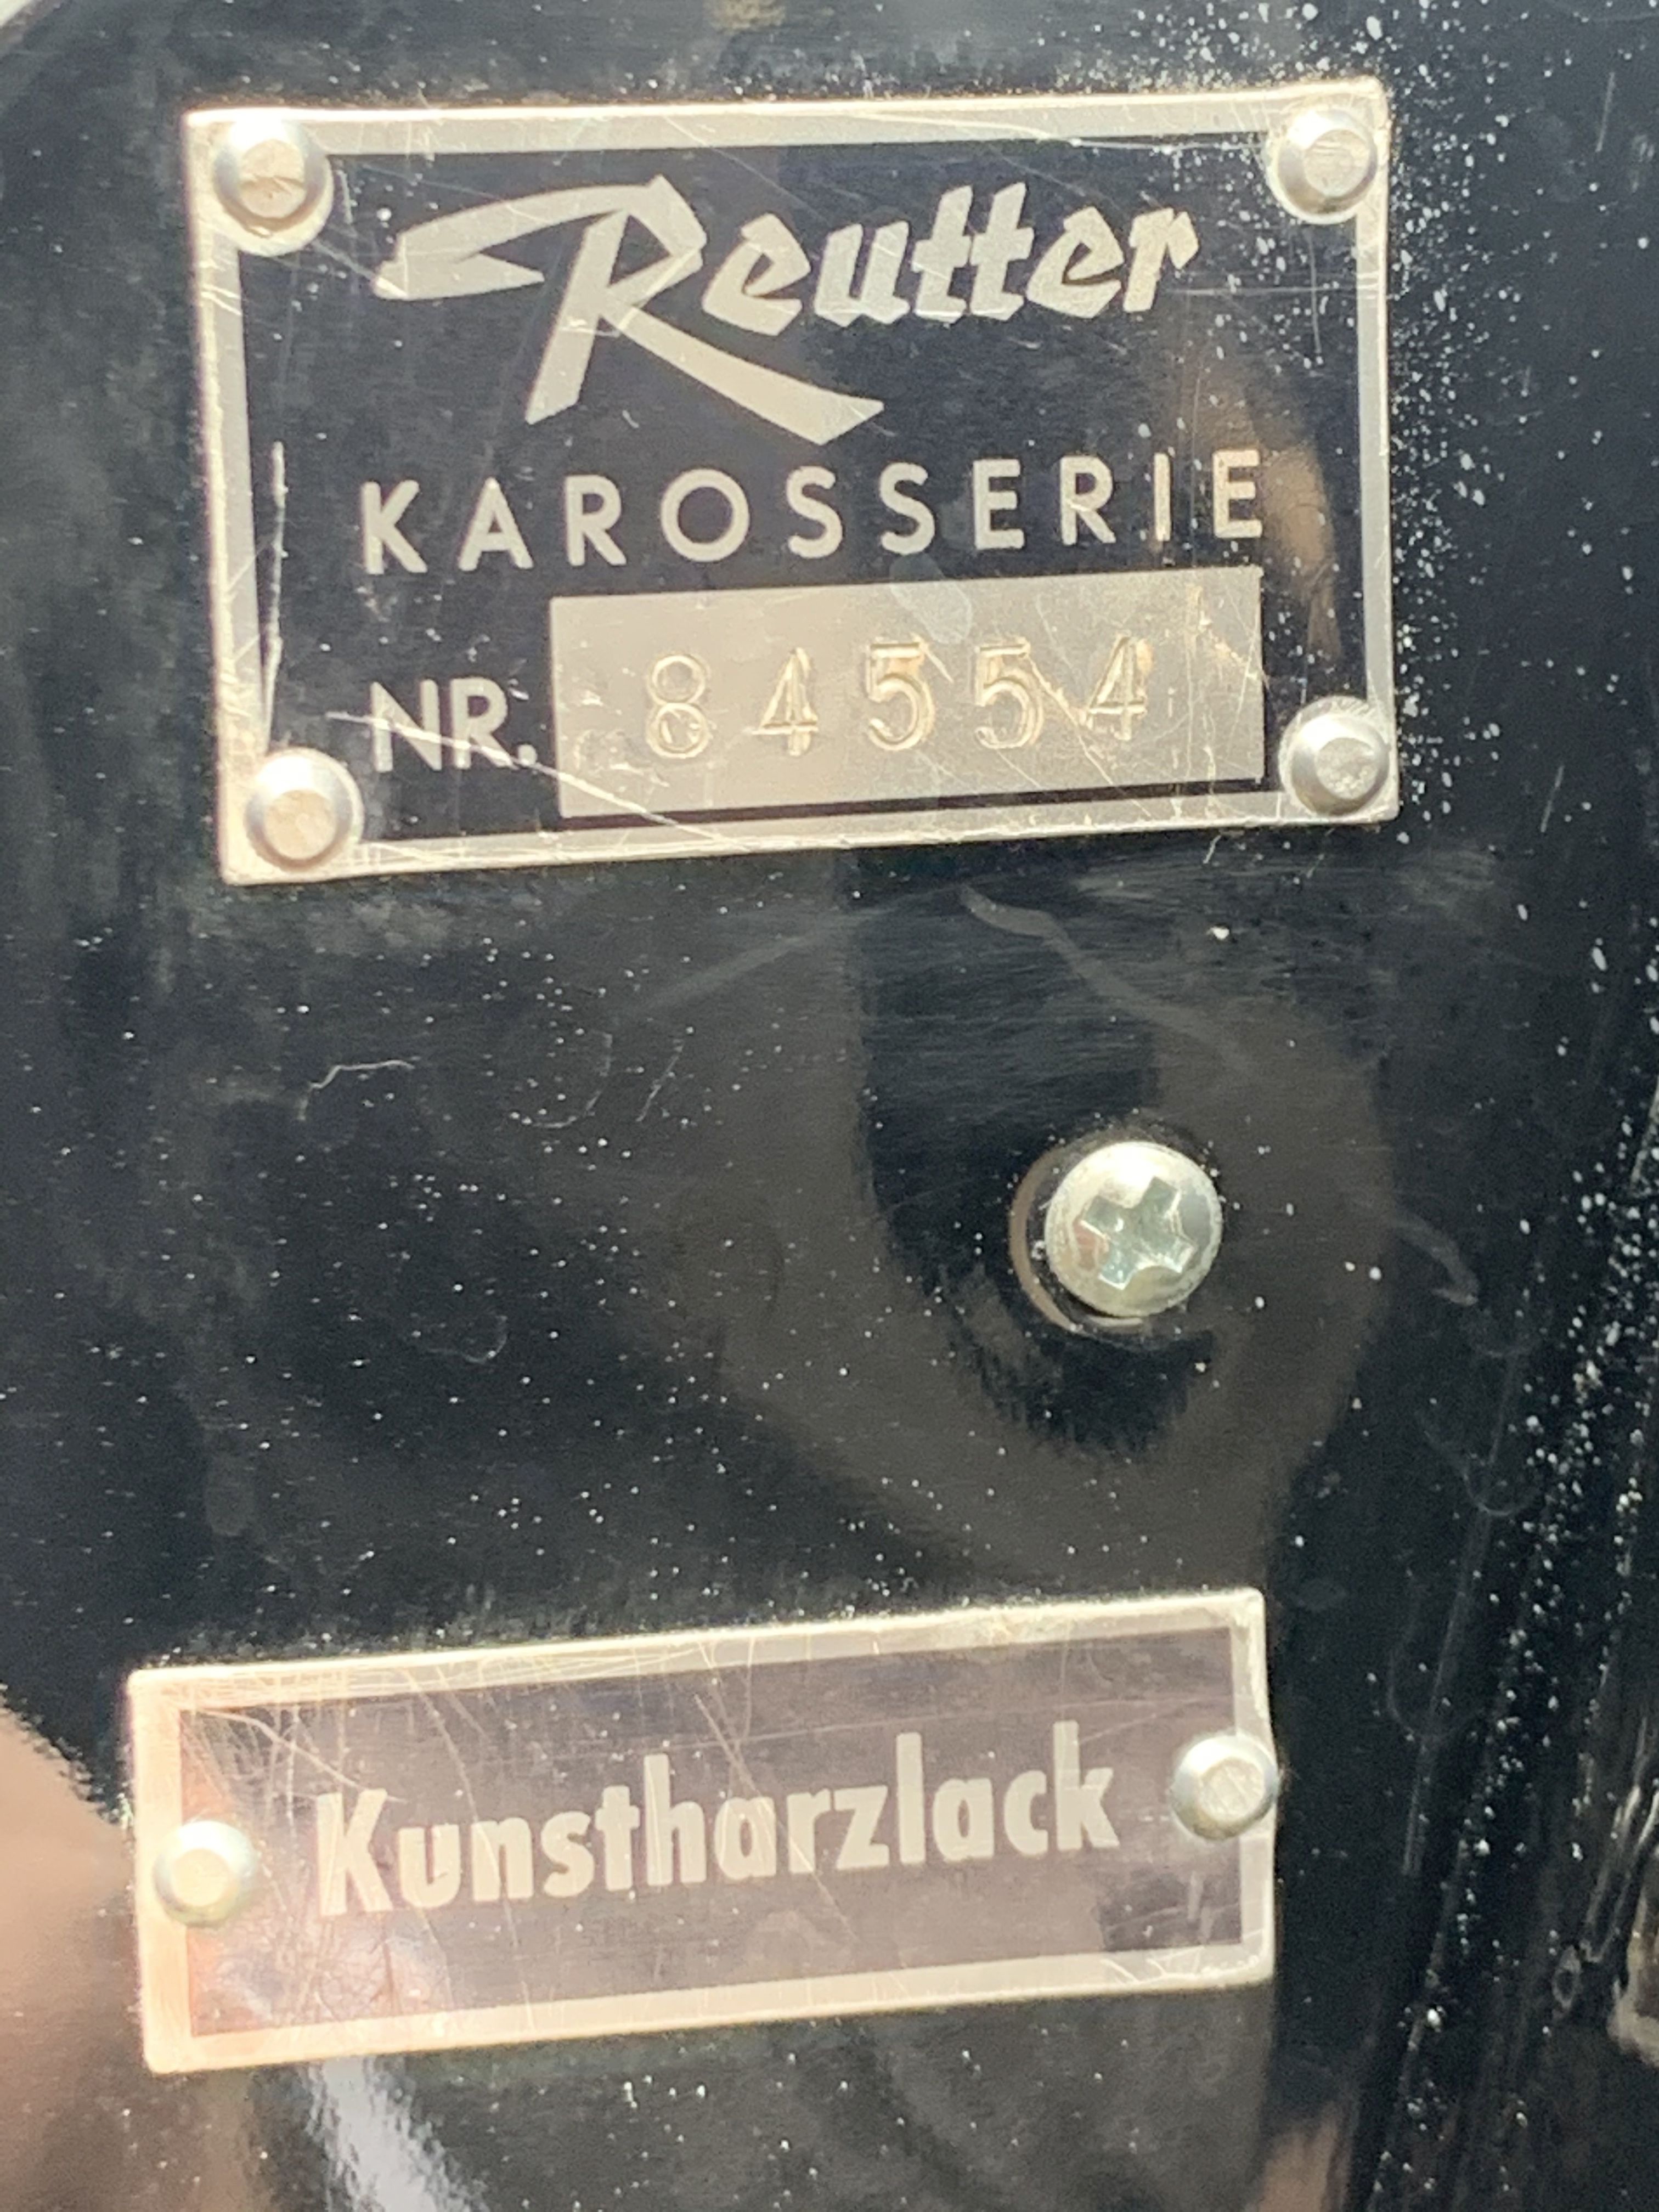 Reutter
KAROSSERIE
NR. 84554
Kunstharzlack